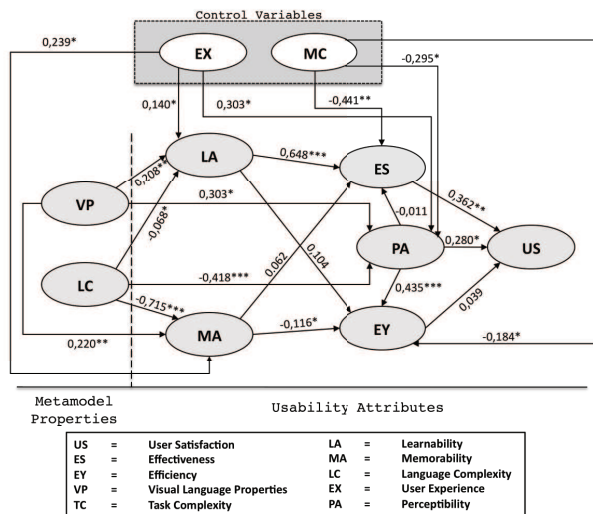 Control Variables
0,239*
EX
MC
-0,295*
0,140*
0,303*
-0,441**
LA
0,648***
ES
0,208**
0,362**
VP
0,303*
-0,011
-0,068*
PA
0,280*
US
0,062
0,104
LC
-0,418***
0,435***
-0,715***
0,039
MA
-0,116*
EY
0,220**
-0,184*
Metamodel
Properties
Usability Attributes
US = User Satisfaction
ES = Effectiveness
EY = Efficiency
VP = Visual Language Properties
TC = Task Complexity
LA = Learnability
MA = Memorability
LC = Language Complexity
EX = User Experience
PA = Perceptibility